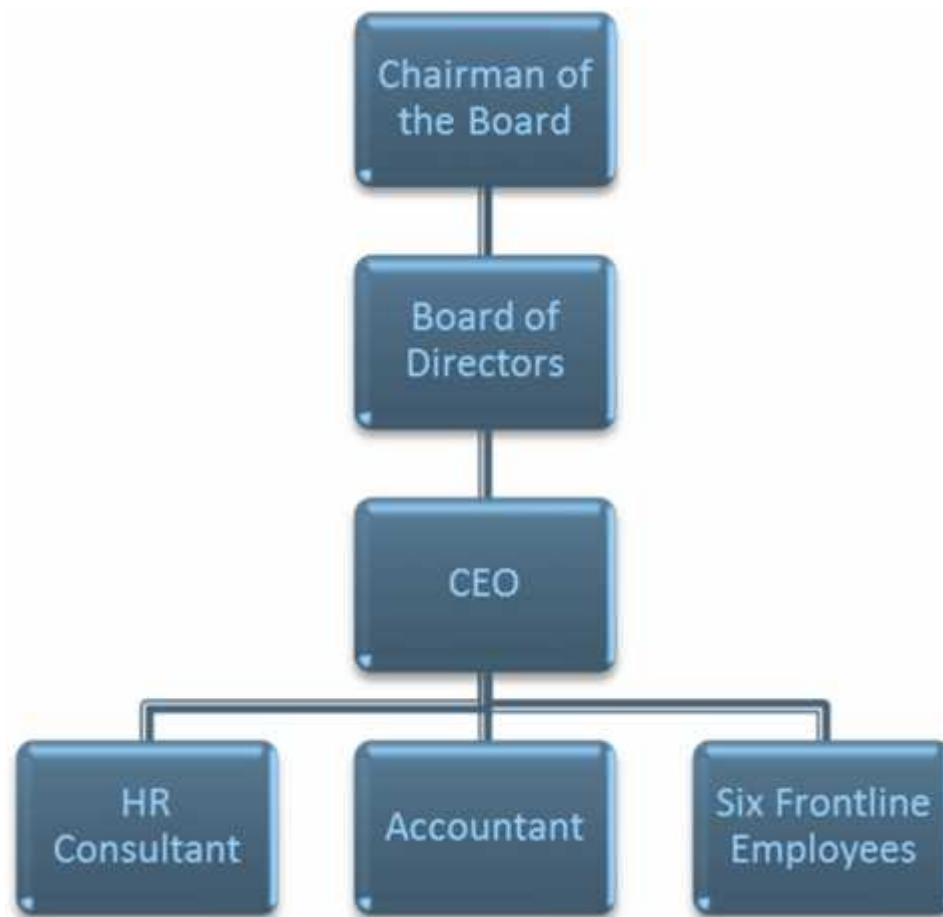 Chairman of
the Board
Board of
Directors
CEO
HR
Consultant
Accountant
Six Frontline
Employees